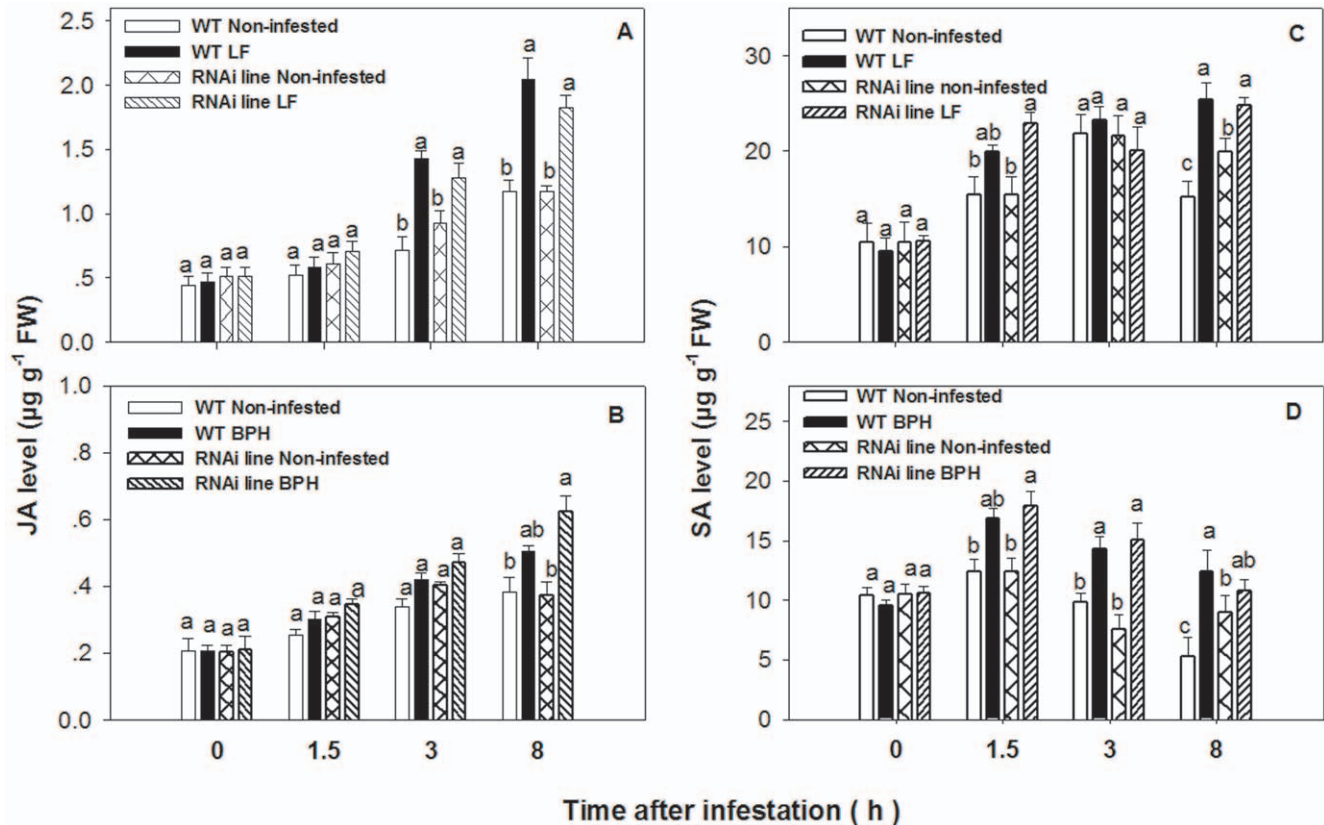 JA level (µg g⁻¹ FW)
A
WT Non-infested
WT LF
RNAi line Non-infested
RNAi line LF
2.5
2.0
1.5
1.0
.5
0.0
a a a a
a a a a
b a b a
b a b a
B
WT Non-infested
WT BPH
RNAi line Non-infested
RNAi line BPH
1.0
.8
.6
.4
.2
0.0
a a a a
a a a a
a a a a
b ab b a
0 1.5 3 8
SA level (µg g⁻¹ FW)
C
WT Non-infested
WT LF
RNAi line non-infested
RNAi line LF
30
20
10
0
a a a a
b ab b a
a a a a
c a b a
D
WT Non-infested
WT BPH
RNAi line Non-infested
RNAi line BPH
25
20
15
10
5
0
a a a a
b ab b a
b a b a
c a b ab
0 1.5 3 8
Time after infestation ( h )